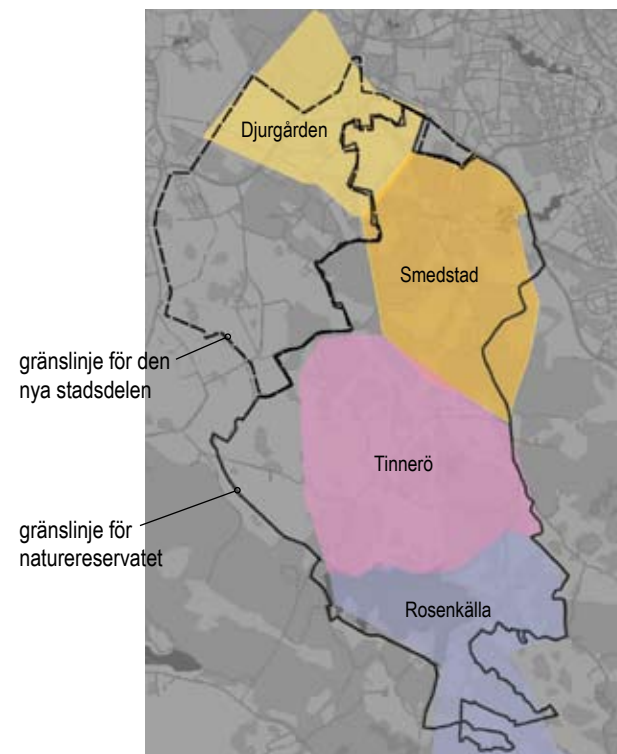 Djurgården
Smedstad
gränslinje för den
nya stadsdelen
Tinnerö
gränslinje för
naturereservatet
Rosenkälla